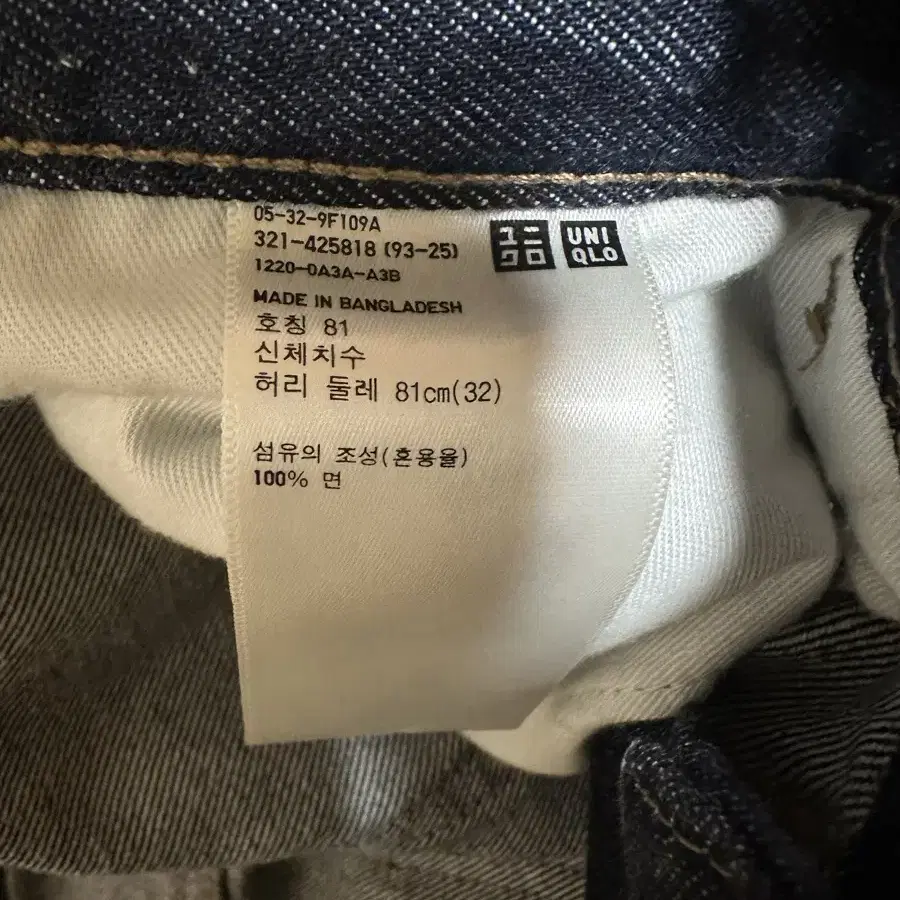 05-32-9F109A
321-425818 (93-25)
1220-0A3A-A3B
ユニ
クロ
UNI
QLO
MADE IN BANGLADESH
호칭 81
신체치수
허리 둘레 81cm(32)
섬유의 조성(혼용율)
100% 면